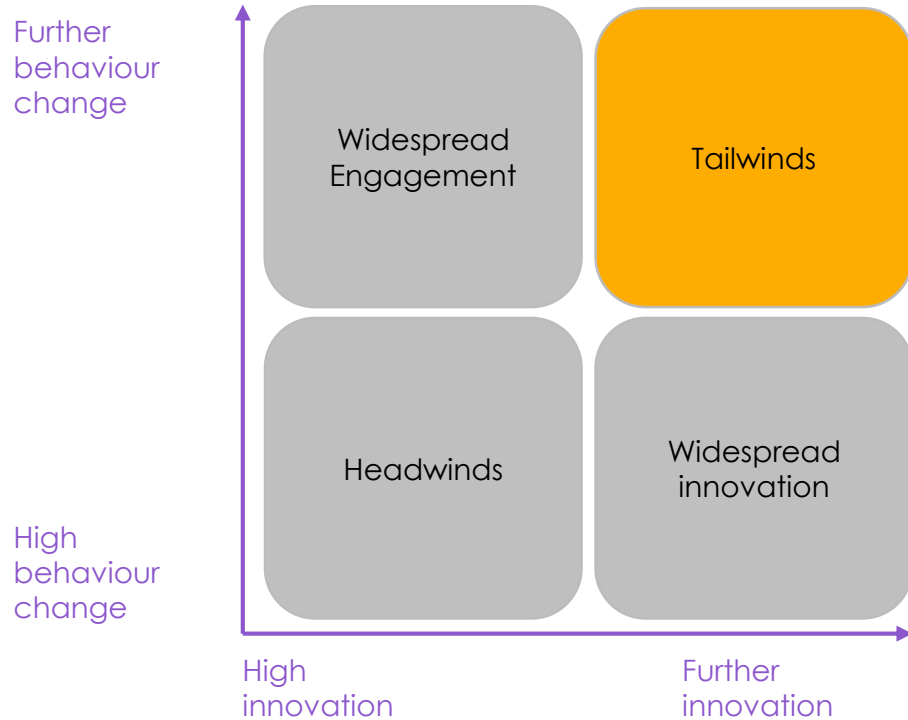 Further
behaviour
change
Widespread
Engagement
Tailwinds
Headwinds
Widespread
innovation
High
behaviour
change
High
innovation
Further
innovation